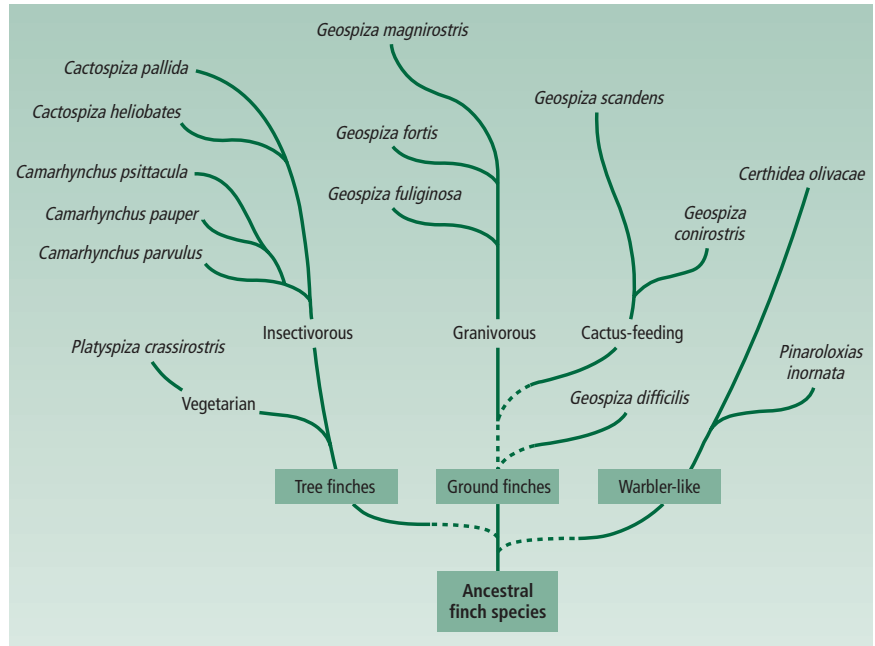 Geospiza magnirostris
Cactospiza pallida
Geospiza scandens
Cactospiza heliobates
Geospiza fortis
Camarhynchus psittacula
Certhidea olivacae
Geospiza fuliginosa
Camarhynchus pauper
Geospiza
conirostris
Camarhynchus parvulus
Insectivorous
Granivorous
Cactus-feeding
Platyspiza crassirostris
Pinaroloxias
inornata
Vegetarian
Geospiza difficilis
Tree finches
Ground finches
Warbler-like
Ancestral
finch species